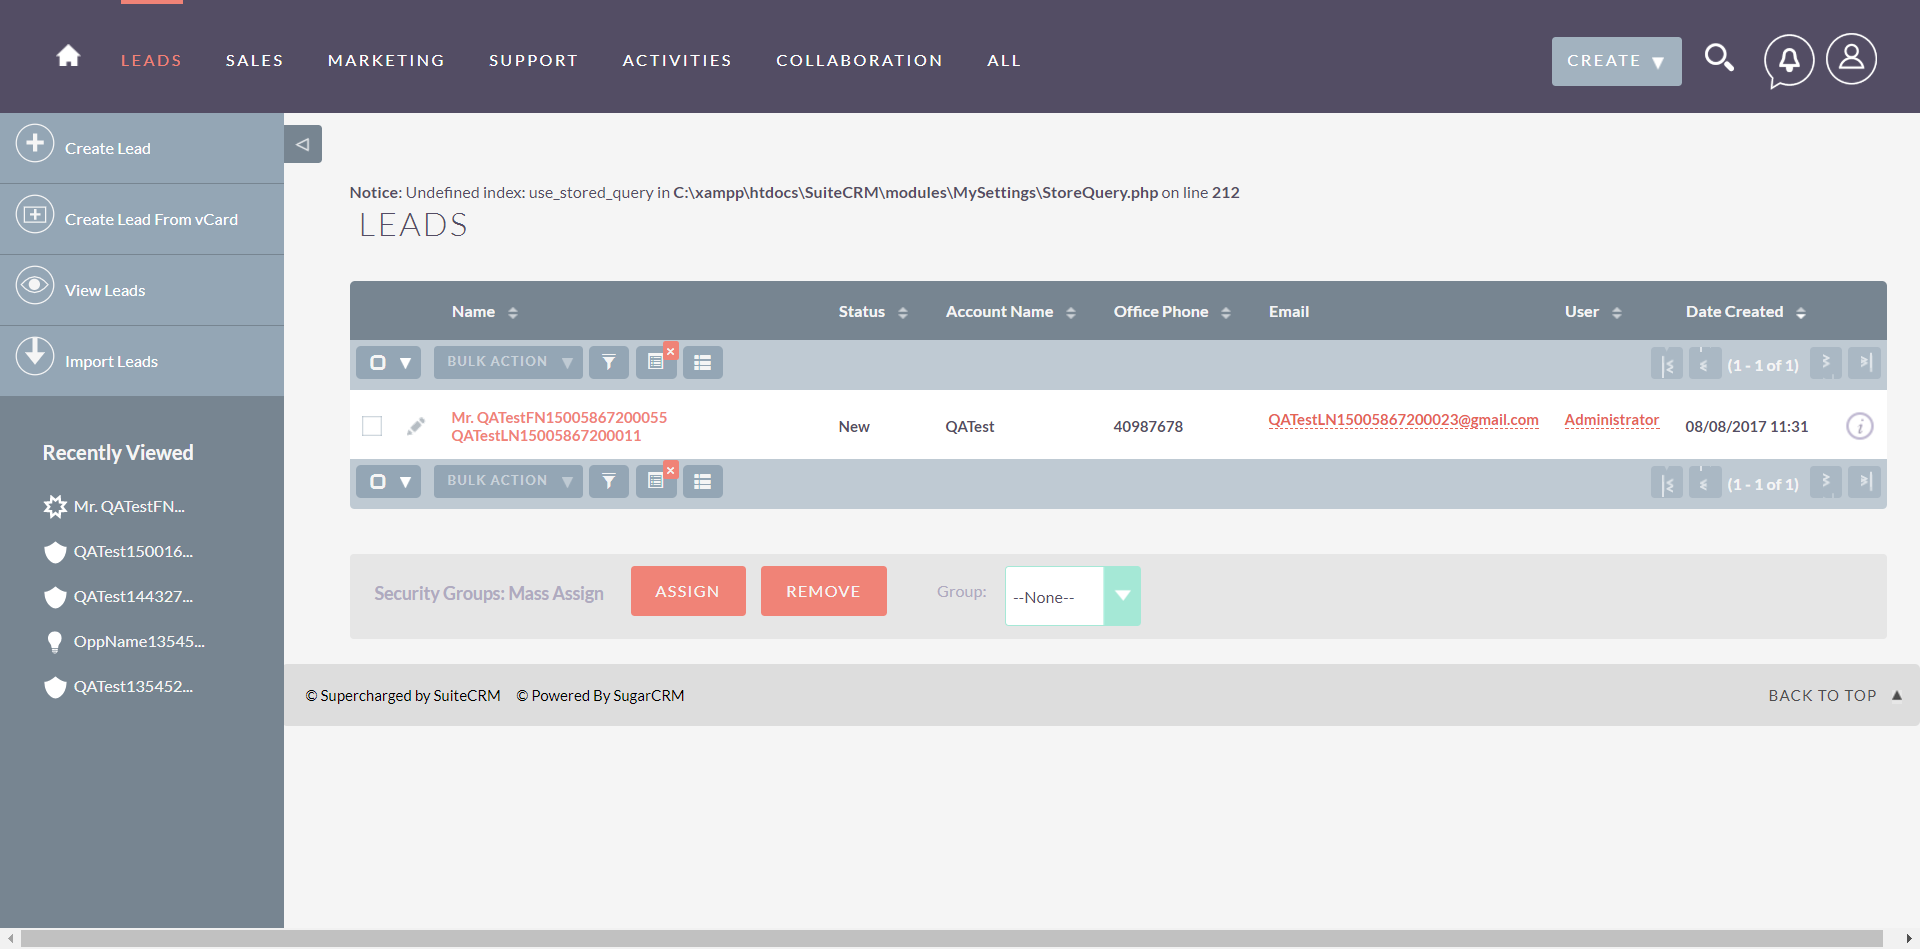 LEADS SALES MARKETING SUPPORT ACTIVITIES COLLABORATION ALL CREATE
Create Lead
Create Lead From vCard
View Leads
Import Leads
Recently Viewed
Mr. QATestFN...
QATest150016...
QATest144327...
OppName13545...
QATest135452...
Notice: Undefined index: use_stored_query in C:\xampp\htdocs\SuiteCRM\modules\MySettings\StoreQuery.php on line 212
LEADS
Name Status Account Name Office Phone Email User Date Created
BULK ACTION (1 - 1 of 1)
Mr. QATestFN15005867200055
QATestLN15005867200011 New QATest 40987678 QATestLN15005867200023@gmail.com Administrator 08/08/2017 11:31
BULK ACTION (1 - 1 of 1)
Security Groups: Mass Assign ASSIGN REMOVE Group: --None--
© Supercharged by SuiteCRM © Powered By SugarCRM BACK TO TOP